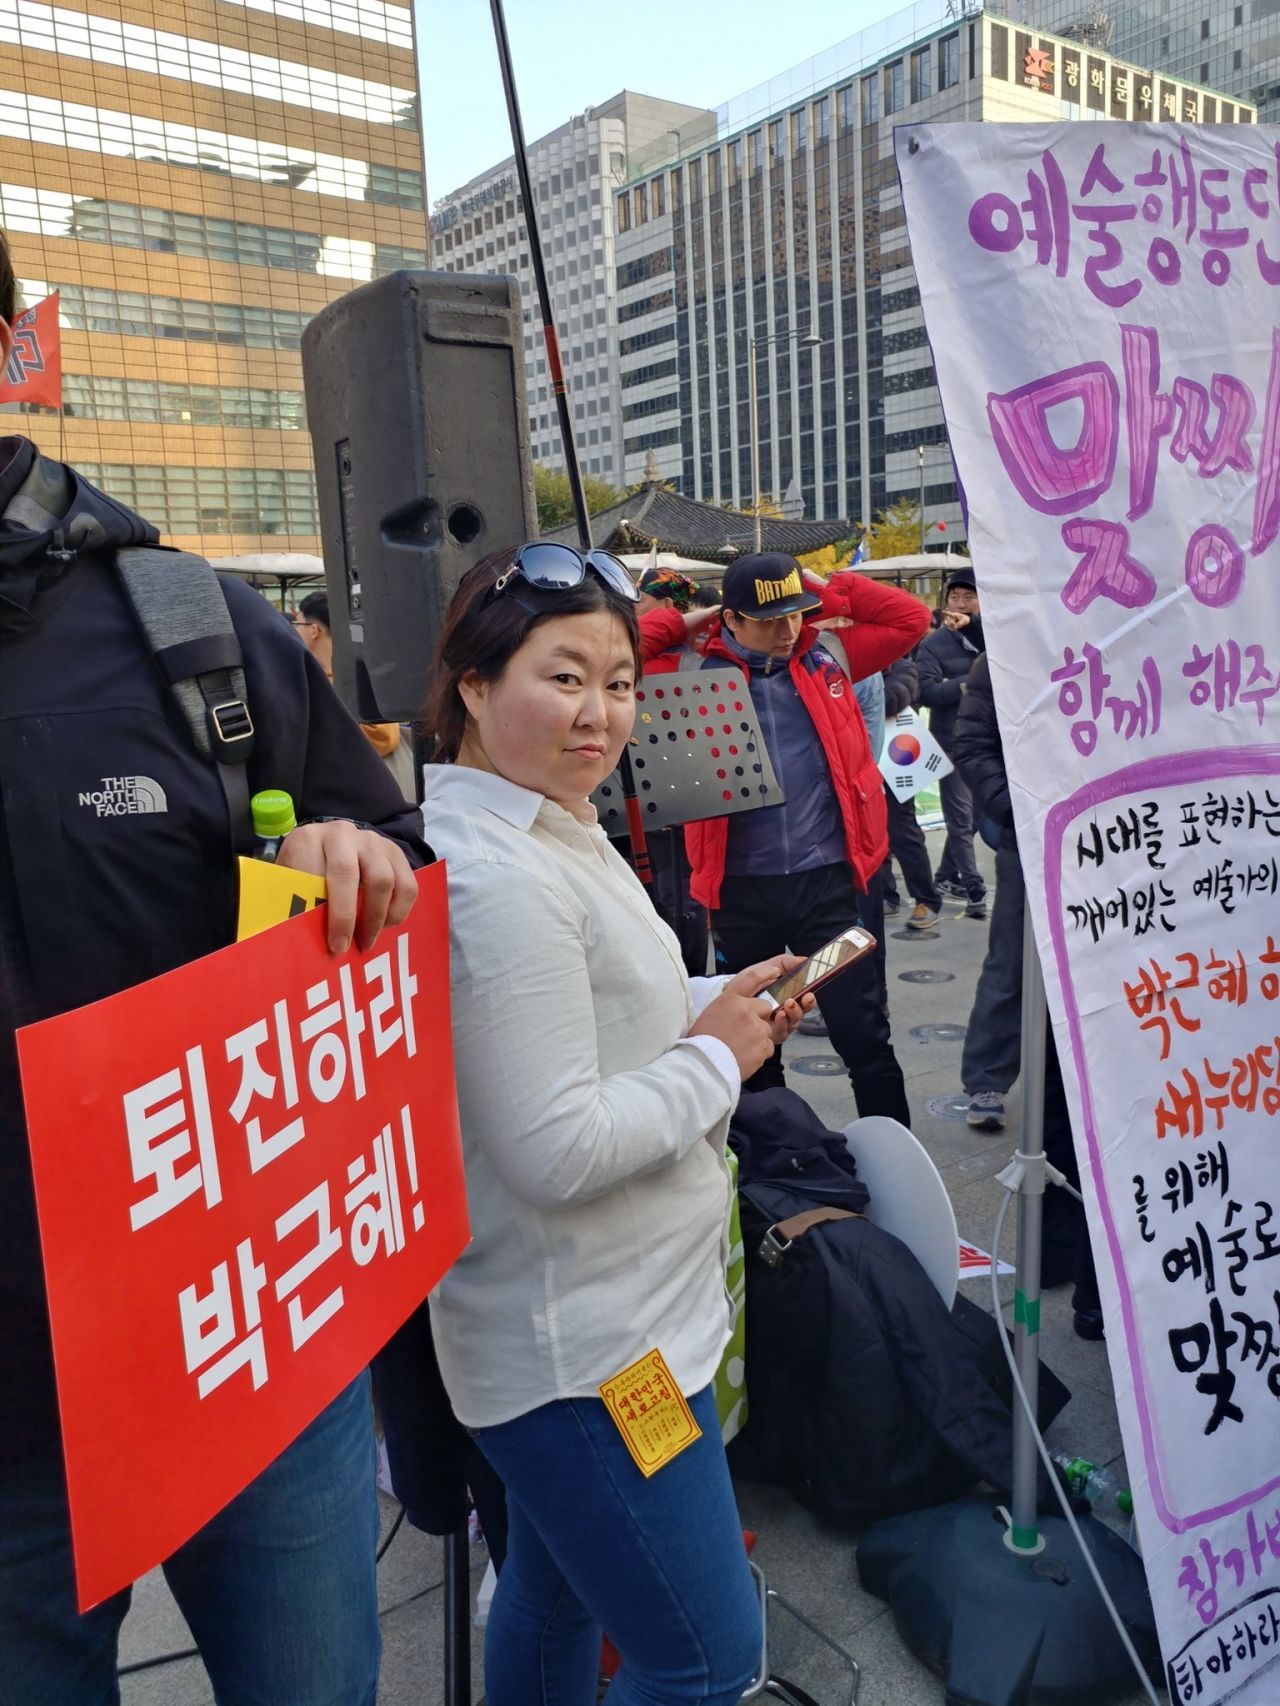 광화문우체국
예술행동단
맞짱
맞짱
함께 해주
시대를 표현하는
깨어있는 예술가의
박근혜 하
새누리당
를 위해
예술로
맞짱
참가비
하야하라
BATMAN
THE
NORTH
FACE
퇴진하라
박근혜!
대한민국
새로고침